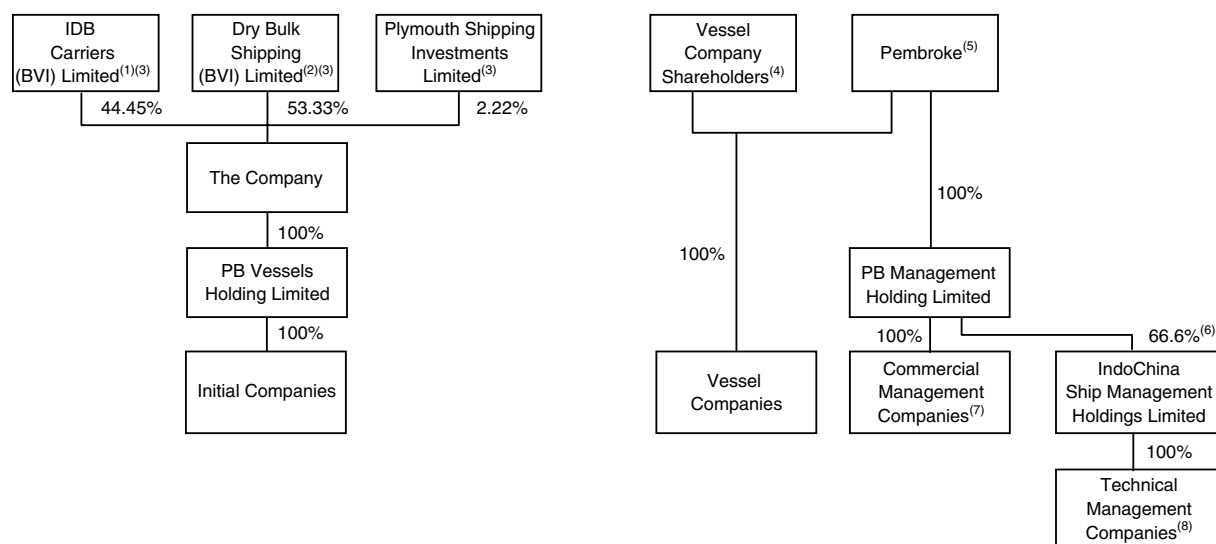 IDB
Carriers
(BVI) Limited(1)(3)
Dry Bulk
Shipping
(BVI) Limited(2)(3)
Plymouth Shipping
Investments
Limited(3)
Vessel
Company
Shareholders(4)
Pembroke(5)
44.45%
53.33%
2.22%
The Company
100%
100%
100%
PB Vessels
Holding Limited
PB Management
Holding Limited
100%
100%
66.6%(6)
Initial Companies
Vessel
Companies
Commercial
Management
Companies(7)
IndoChina
Ship Management
Holdings Limited
100%
Technical
Management
Companies(8)